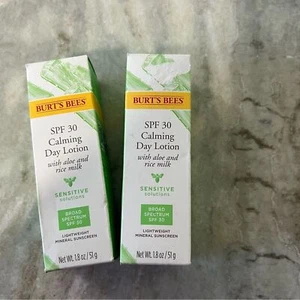 BURT'S BEES
SPF 30
Calming
Day Lotion
with aloe and
rice milk
SENSITIVE
solutions
BROAD
SPECTRUM
SPF 30
LIGHTWEIGHT
MINERAL SUNSCREEN
NET WT. 1.8 oz/51 g
BURT'S BEES
SPF 30
Calming
Day Lotion
with aloe and
rice milk
SENSITIVE
solutions
BROAD
SPECTRUM
SPF 30
LIGHTWEIGHT
MINERAL SUNSCREEN
NET WT. 1.8 oz/51 g